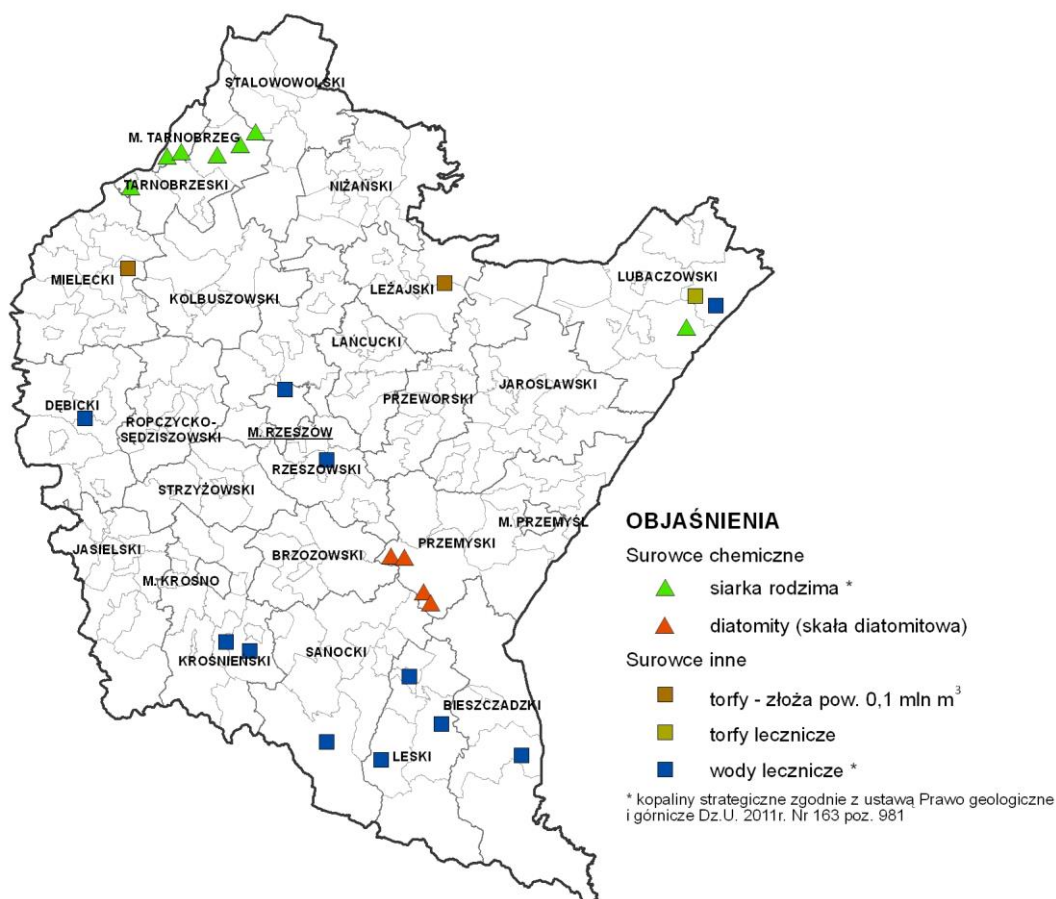 STALOWOWOLSKI
M. TARNOBRZEG
TARNOBRZESKI
NIŻAŃSKI
LUBACZOWSKI
MIELECKI
KOLBUSZOWSKI
LEŻAJSKI
ŁAŃCUCKI
JAROSŁAWSKI
PRZEWORSKI
DĘBICKI
ROPCZYCKO-
SĘDZISZOWSKI
M. RZESZÓW
RZESZOWSKI
STRZYŻOWSKI
M. PRZEMYŚL
PRZEMYSKI
JASIELSKI
BRZOZOWSKI
M. KROSNO
KROŚNIEŃSKI
SANOCKI
BIESZCZADZKI
LESKI
OBJAŚNIENIA
Surowce chemiczne
siarka rodzima *
diatomity (skała diatomitowa)
Surowce inne
torfy - złoża pow. 0,1 mln m³
torfy lecznicze
wody lecznicze *
* kopaliny strategiczne zgodnie z ustawą Prawo geologiczne
i górnicze Dz.U. 2011r. Nr 163 poz. 981